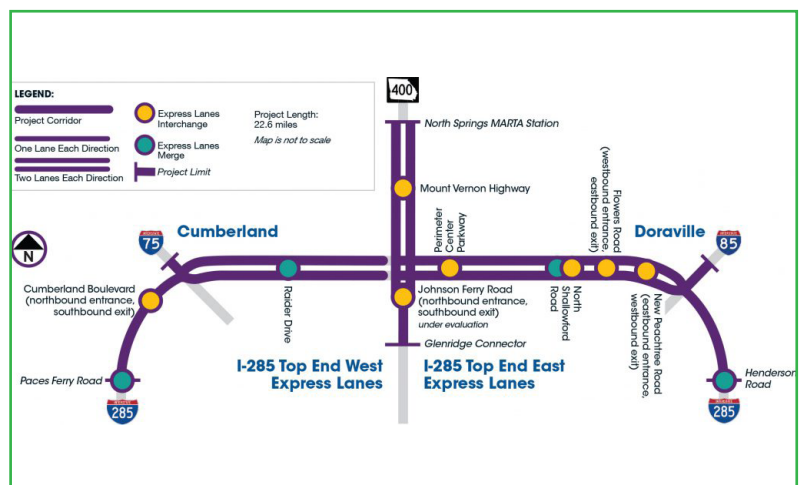 LEGEND:
Project Corridor
One Lane Each Direction
Two Lanes Each Direction
Express Lanes
Interchange
Express Lanes
Merge
Project Limit
Project Length:
22.6 miles
Map is not to scale
400
North Springs MARTA Station
Mount Vernon Highway
Perimeter
Center
Parkway
Flowers Road
(westbound entrance,
eastbound exit)
Cumberland
Doraville
75
85
N
Cumberland Boulevard
(northbound entrance,
southbound exit)
Raider Drive
Johnson Ferry Road
(northbound entrance,
southbound exit)
under evaluation
North
Shallowford
Road
New Peachtree Road
(eastbound entrance,
westbound exit)
Glenridge Connector
I-285 Top End West
Express Lanes
I-285 Top End East
Express Lanes
Paces Ferry Road
Henderson
Road
285
285